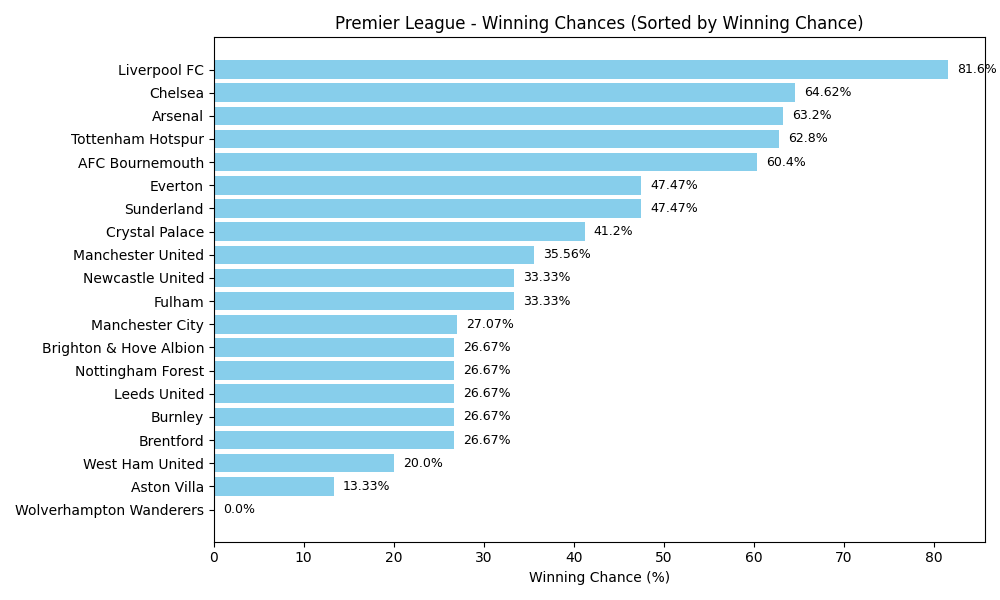 Premier League - Winning Chances (Sorted by Winning Chance)
Liverpool FC 81.6%
Chelsea 64.62%
Arsenal 63.2%
Tottenham Hotspur 62.8%
AFC Bournemouth 60.4%
Everton 47.47%
Sunderland 47.47%
Crystal Palace 41.2%
Manchester United 35.56%
Newcastle United 33.33%
Fulham 33.33%
Manchester City 27.07%
Brighton & Hove Albion 26.67%
Nottingham Forest 26.67%
Leeds United 26.67%
Burnley 26.67%
Brentford 26.67%
West Ham United 20.0%
Aston Villa 13.33%
Wolverhampton Wanderers 0.0%
0 10 20 30 40 50 60 70 80
Winning Chance (%)